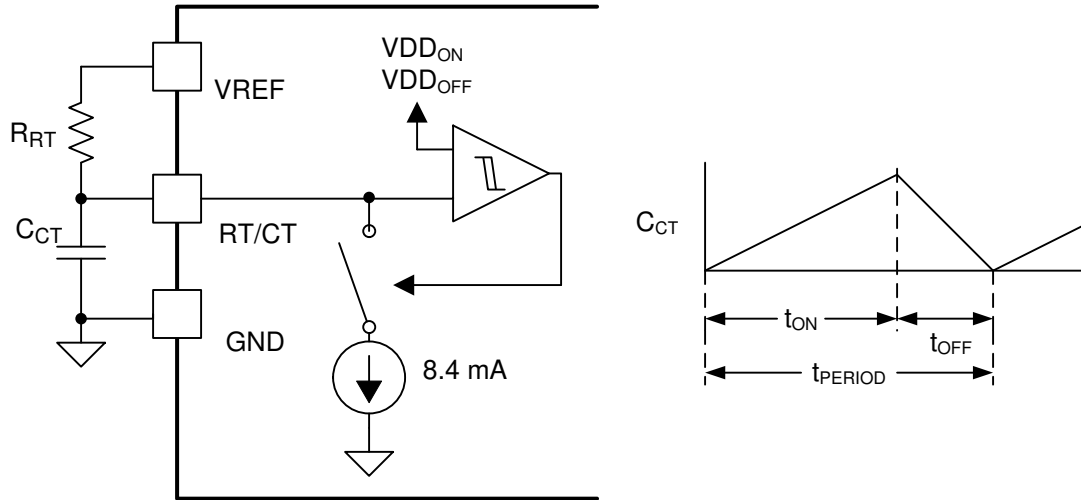 VDD_ON
VDD_OFF
VREF
R_RT
C_CT
RT/CT
GND
8.4 mA
C_CT
t_ON
t_OFF
t_PERIOD